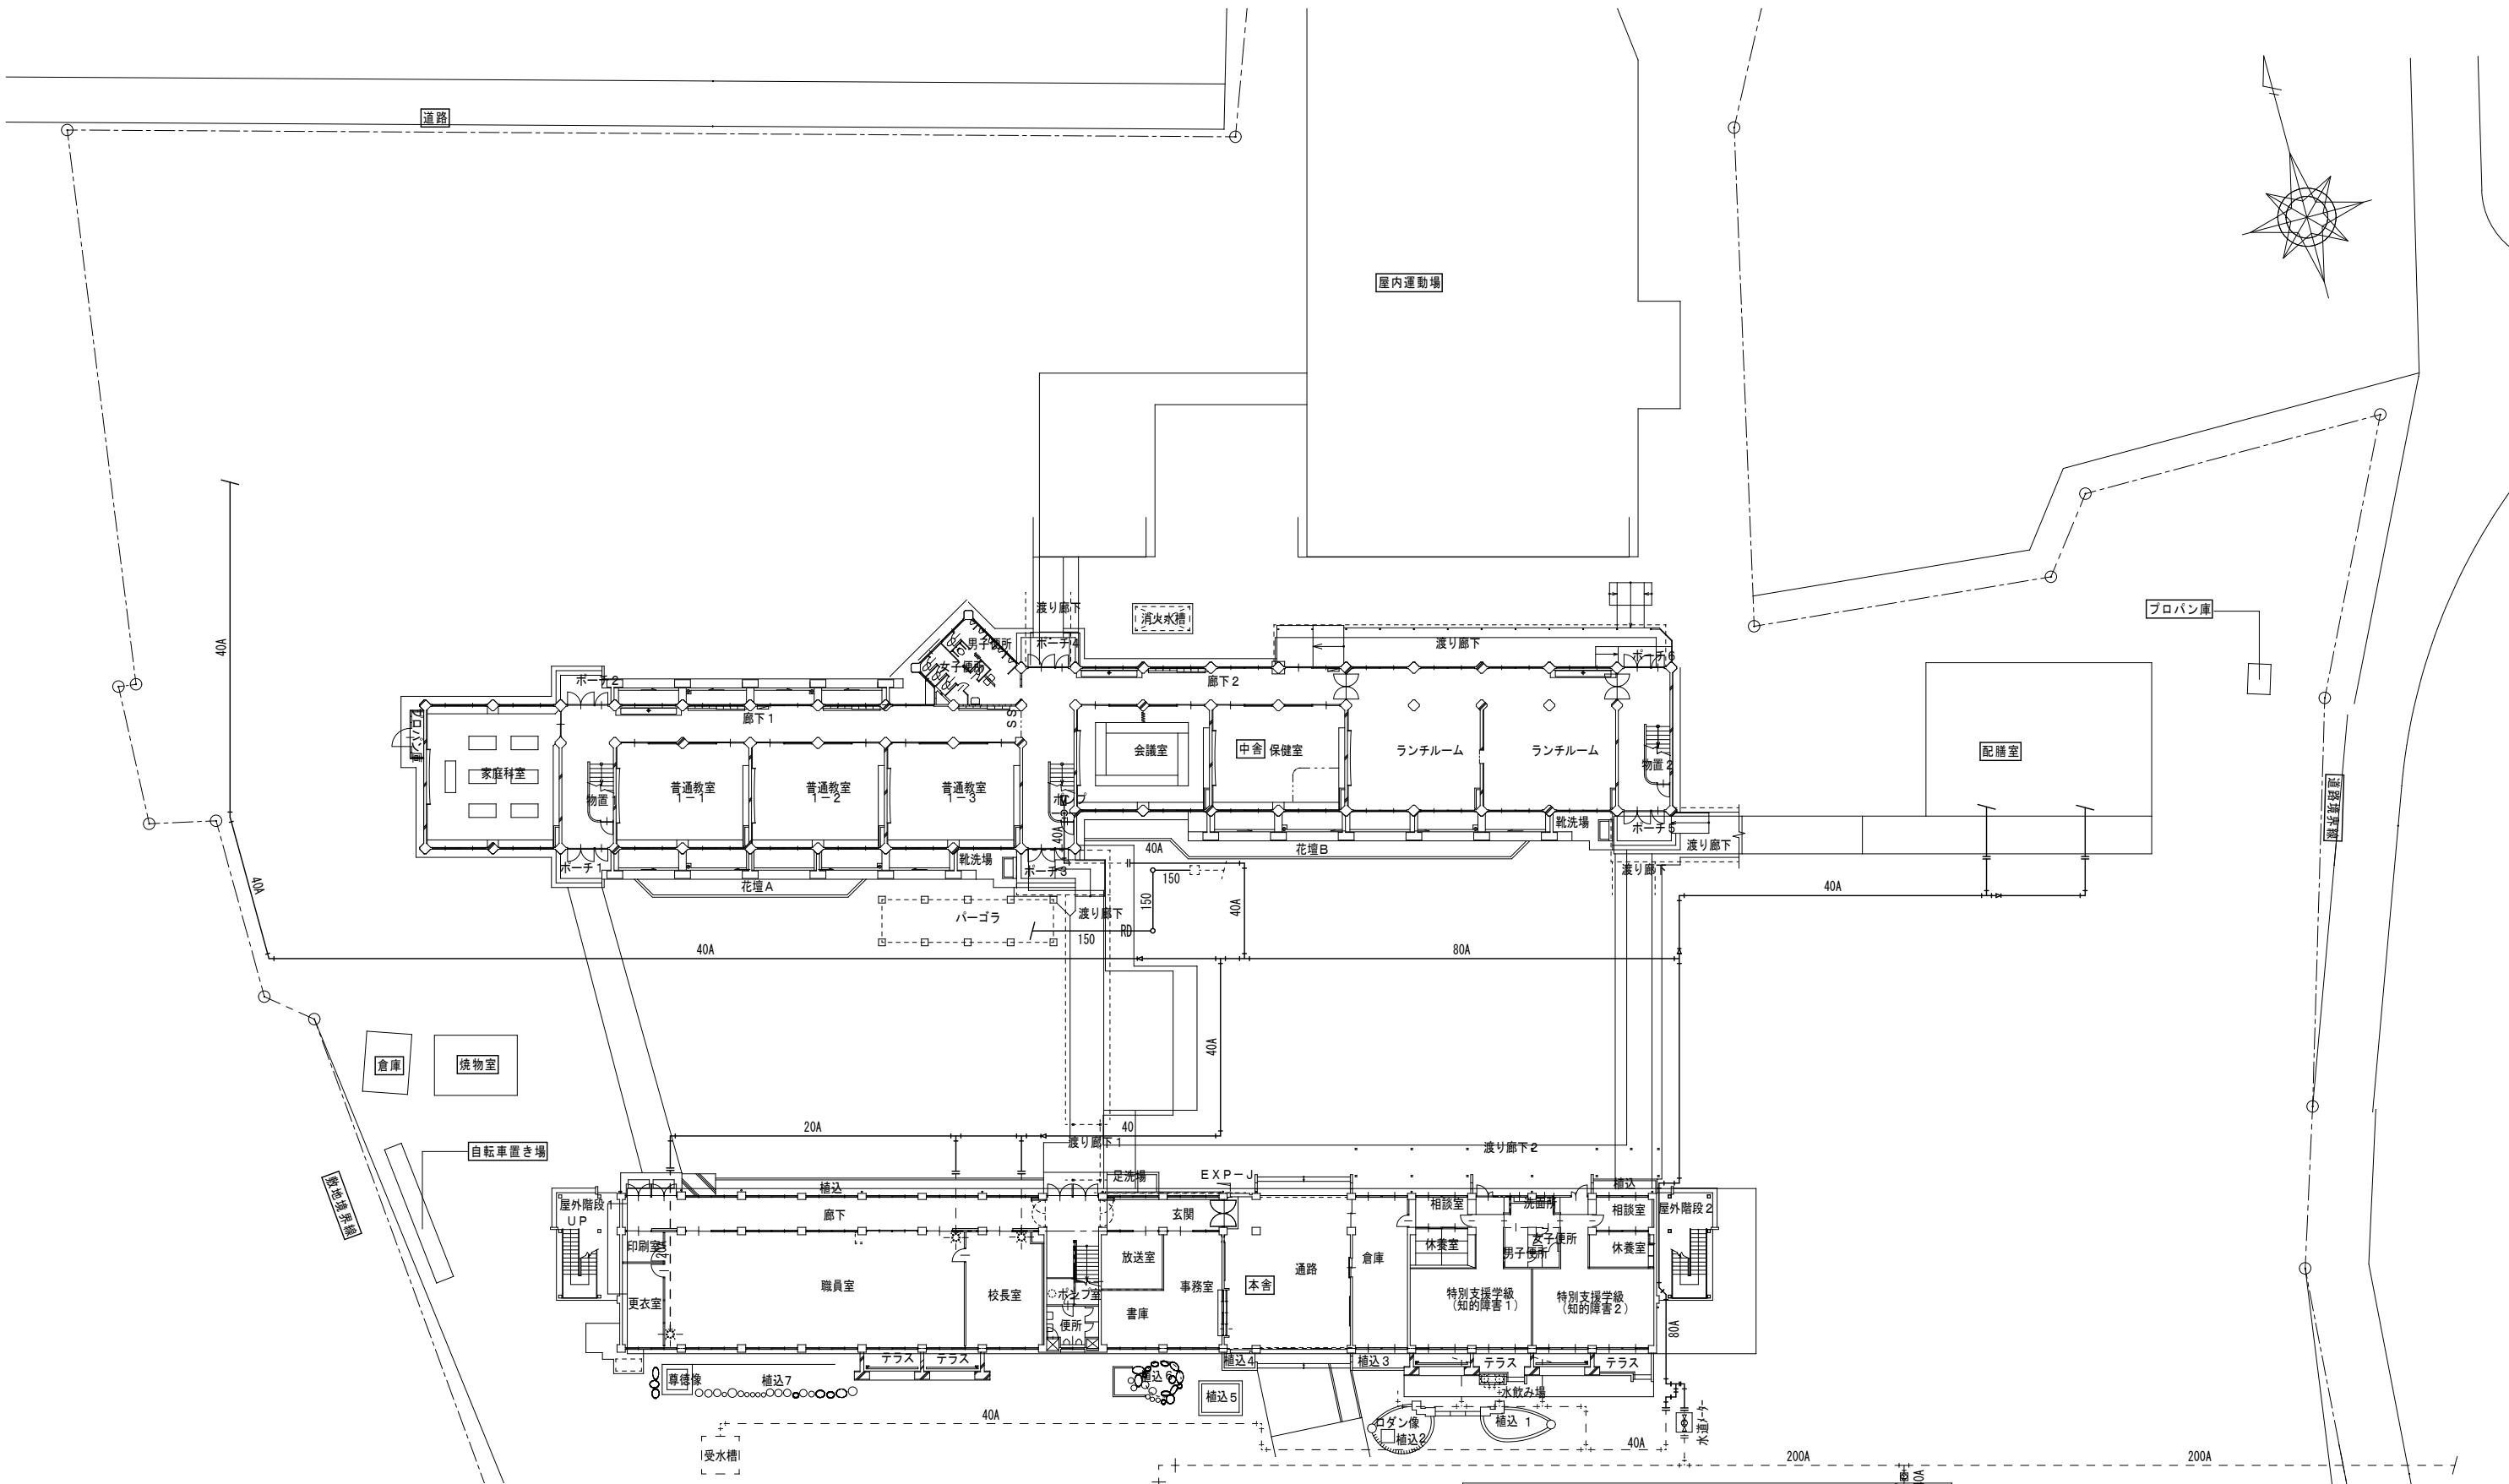 道路
屋内運動場
40A
プロパン庫
渡り廊下
消火水槽
男子便所
ポーチ4
渡り廊下
女子便所
ポーチ6
ポーチ2
廊下2
廊下1
SS
プロパン庫
会議室
中舎
保健室
ランチルーム
ランチルーム
配膳室
家庭科室
物置2
普通教室
1-1
普通教室
1-2
普通教室
1-3
道路境界線
靴洗場
ポーチ5
40A
40A
花壇B
渡り廊下
靴洗場
ポーチ1
ポーチ3
渡り廊下
150
40A
花壇A
40A
150
40A
パーゴラ
渡り廊下
RD
150
40A
80A
40A
倉庫
焼物室
20A
40
自転車置き場
渡り廊下1
渡り廊下2
足洗場
EXP-J
敷地境界線
植込
植込
屋外階段1
UP
廊下
玄関
相談室
洗面所
相談室
屋外階段2
印刷室
20A
放送室
倉庫
休養室
女子便所
男子便所
休養室
通路
職員室
事務室
本舎
校長室
ポンプ室
特別支援学級
(知的障害1)
特別支援学級
(知的障害2)
更衣室
書庫
便所
80A
テラス
テラス
植込4
植込3
テラス
テラス
尊徳像
植込7
植込6
植込5
水飲み場
40A
ロダン像
植込 1
植込2
水道メーター
40A
受水槽
200A
200A